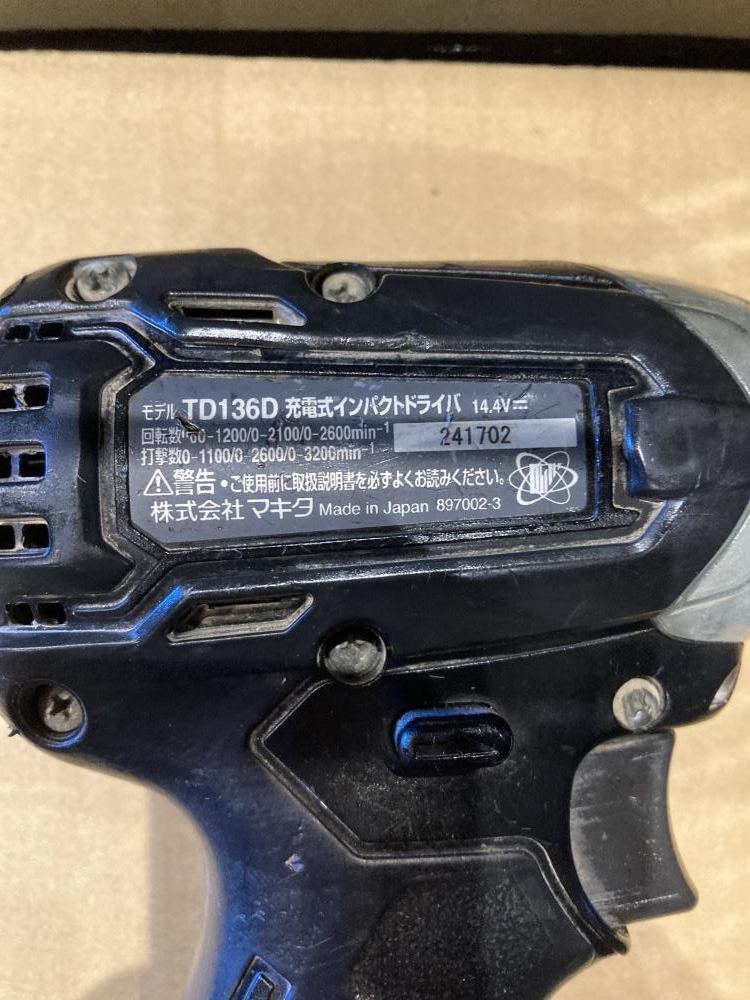 モデル TD136D 充電式インパクトドライバ 14.4V⎓
回転数 -1200/0-2100/0-2600min⁻¹ 241702
打撃数0-1100/0-2600/0-3200min⁻¹
⚠警告・ご使用前に取扱説明書を必ずよくお読みください。
株式会社マキタ Made in Japan 897002-3